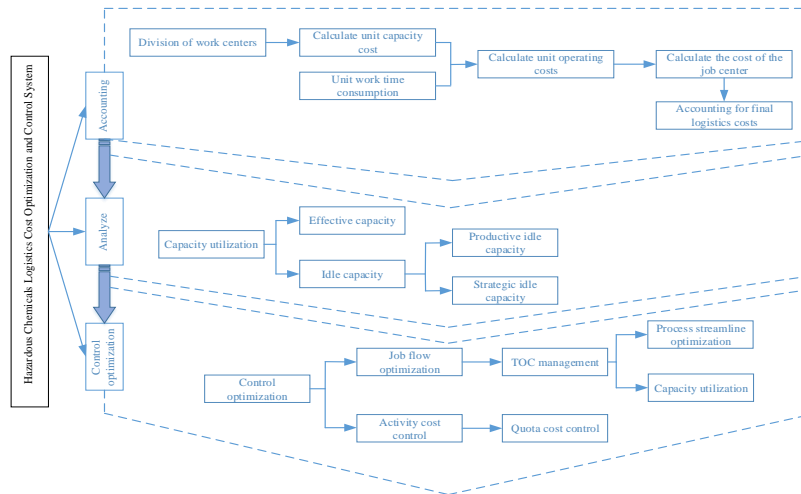 Hazardous Chemicals Logistics Cost Optimization and Control System
Accounting
Division of work centers
Calculate unit capacity
cost
Unit work time
consumption
Calculate unit operating
costs
Calculate the cost of the
job center
Accounting for final
logistics costs
Analyze
Capacity utilization
Effective capacity
Idle capacity
Productive idle
capacity
Strategic idle
capacity
Control
optimization
Control
optimization
Job flow
optimization
TOC management
Process streamline
optimization
Capacity utilization
Activity cost
control
Quota cost control